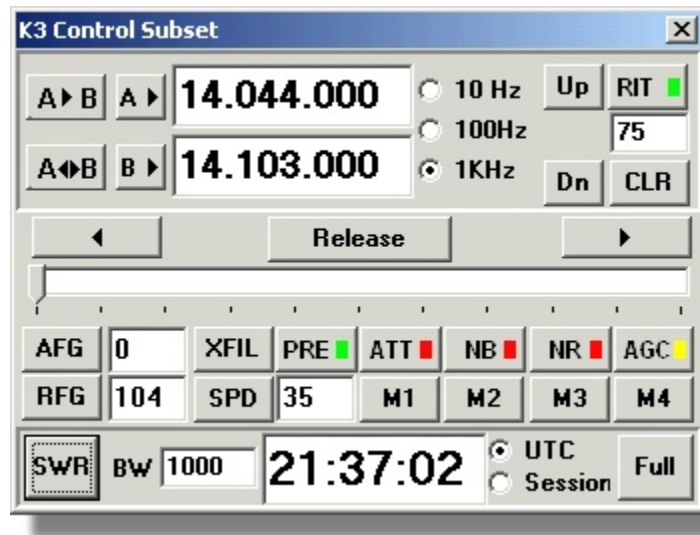 K3 Control Subset
A▶B A▶ 14.044.000 10 Hz Up RIT
100Hz 75
A◀▶B B▶ 14.103.000 1KHz Dn CLR
Release
AFG 0 XFIL PRE ATT NB NR AGC
RFG 104 SPD 35 M1 M2 M3 M4
SWR BW 1000 21:37:02 UTC Full
Session